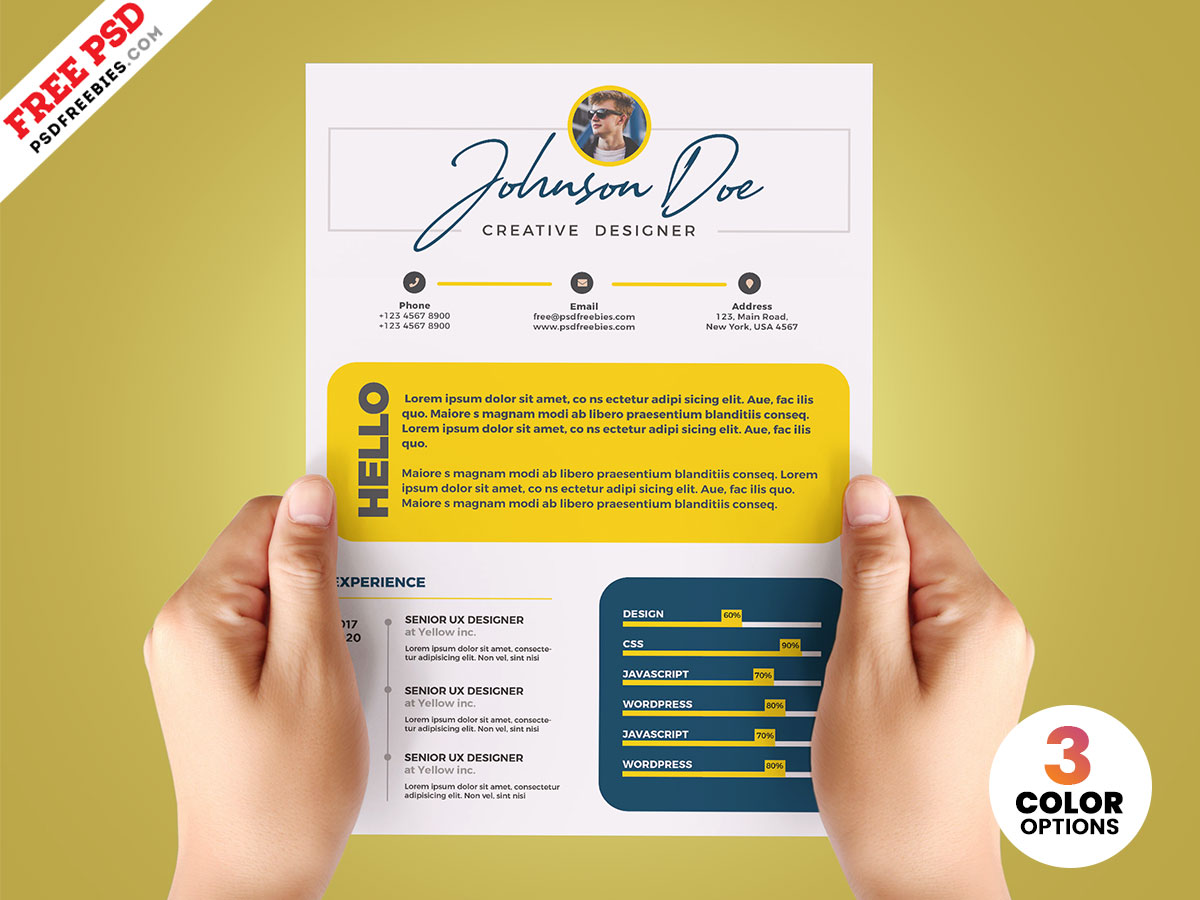 FREE PSD
PSDFREEBIES.COM
Johnson Doe
CREATIVE DESIGNER
Phone
+123 4567 8900
+123 4567 8900
Email
free@psdfreebies.com
www.psdfreebies.com
Address
123, Main Road,
New York, USA 4567
HELLO
Lorem ipsum dolor sit amet, co ns ectetur adipi sicing elit. Aue, fac ilis
quo. Maiore s magnam modi ab libero praesentium blanditiis conseq.
Lorem ipsum dolor sit amet, co ns ectetur adipi sicing elit. Aue, fac ilis
quo.
Maiore s magnam modi ab libero praesentium blanditiis conseq. Lorem
ipsum dolor sit amet, co ns ectetur adipi sicing elit. Aue, fac ilis quo.
Maiore s magnam modi ab libero praesentium blanditiis conseq.
EXPERIENCE
17
20
SENIOR UX DESIGNER
at Yellow inc.
Lorem ipsum dolor sit amet, consecte-
tur adipisicing elit. Non vel, sint nisi
SENIOR UX DESIGNER
at Yellow inc.
Lorem ipsum dolor sit amet, consecte-
tur adipisicing elit. Non vel, sint nisi
SENIOR UX DESIGNER
at Yellow inc.
Lorem ipsum dolor sit amet, consectetur
adipisicing elit. Non vel, sint nisi
DESIGN 60%
CSS 90%
JAVASCRIPT 70%
WORDPRESS 80%
JAVASCRIPT 70%
WORDPRESS 80%
3
COLOR
OPTIONS